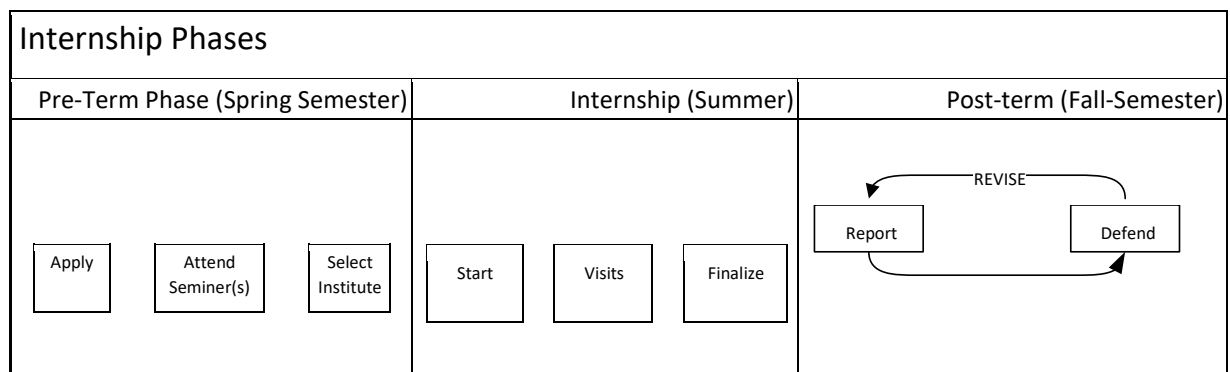 Internship Phases
Pre-Term Phase (Spring Semester)
Internship (Summer)
Post-term (Fall-Semester)
Apply
Attend
Seminer(s)
Select
Institute
Start
Visits
Finalize
REVISE
Report
Defend